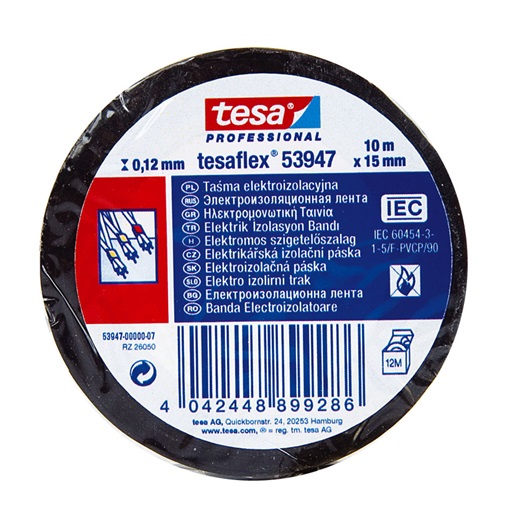 tesa®
PROFESSIONAL
0,12 mm
tesaflex® 53947
10 m
x 15 mm
PL Taśma elektroizolacyjna
RUS Электроизоляционная лента
GR Ηλεκτρομονωτική Ταινία
TR Elektrik İzolasyon Bandı
H Elektromos szigetelőszalag
CZ Elektrikářská izolační páska
SK Elektroizolačná páska
SLO Elektro izolirni trak
BG Електроизолационна лента
RO Banda Electroizolatoare
IEC
IEC 60454-3-
1-5/F-PVCP/90
53947-00000-07
RZ 26050
12M
4 042448 899286
tesa AG, Quickbornstr. 24, 20253 Hamburg
www.tesa.com, ® = reg. tm. tesa AG